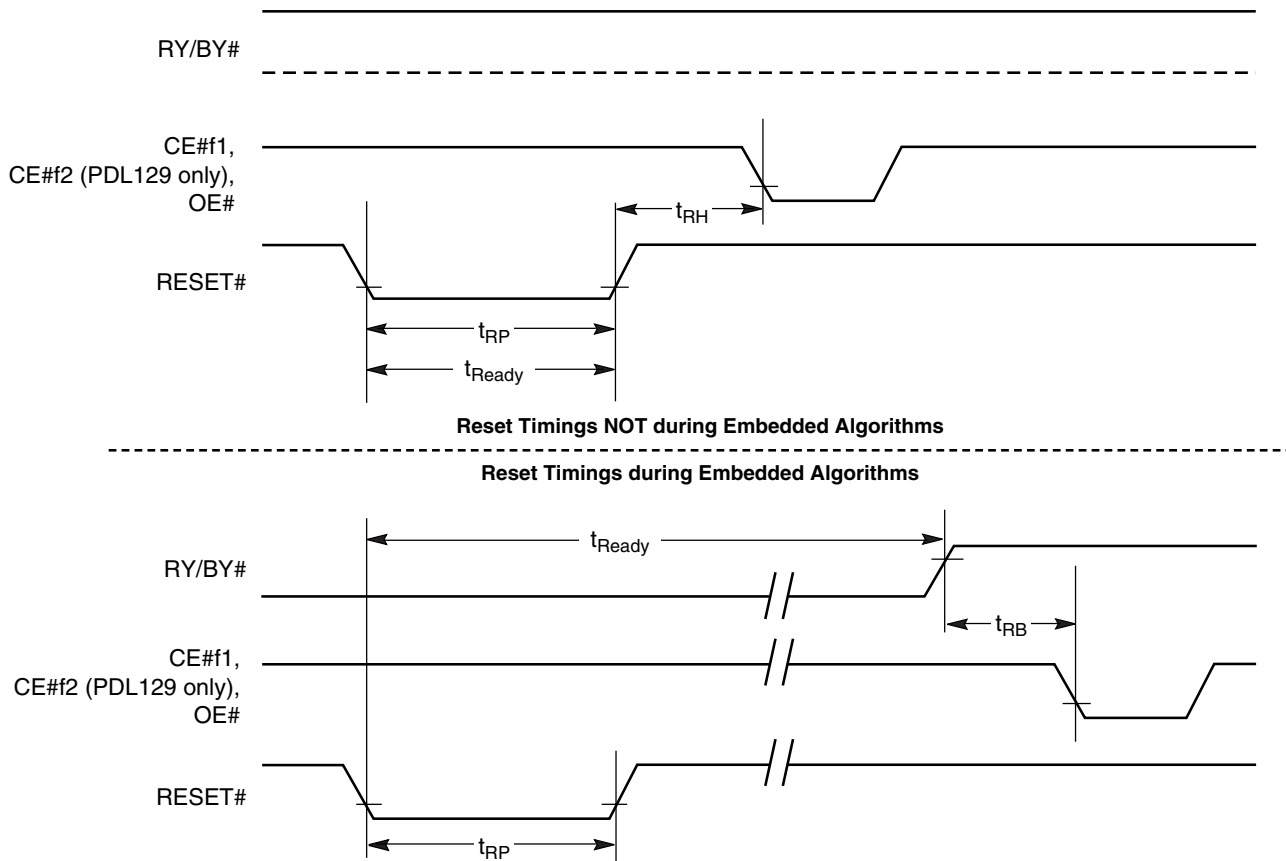 RY/BY#
CE#f1,
CE#f2 (PDL129 only),
OE#
tRH
RESET#
tRP
tReady
Reset Timings NOT during Embedded Algorithms
Reset Timings during Embedded Algorithms
tReady
RY/BY#
tRB
CE#f1,
CE#f2 (PDL129 only),
OE#
RESET#
tRP